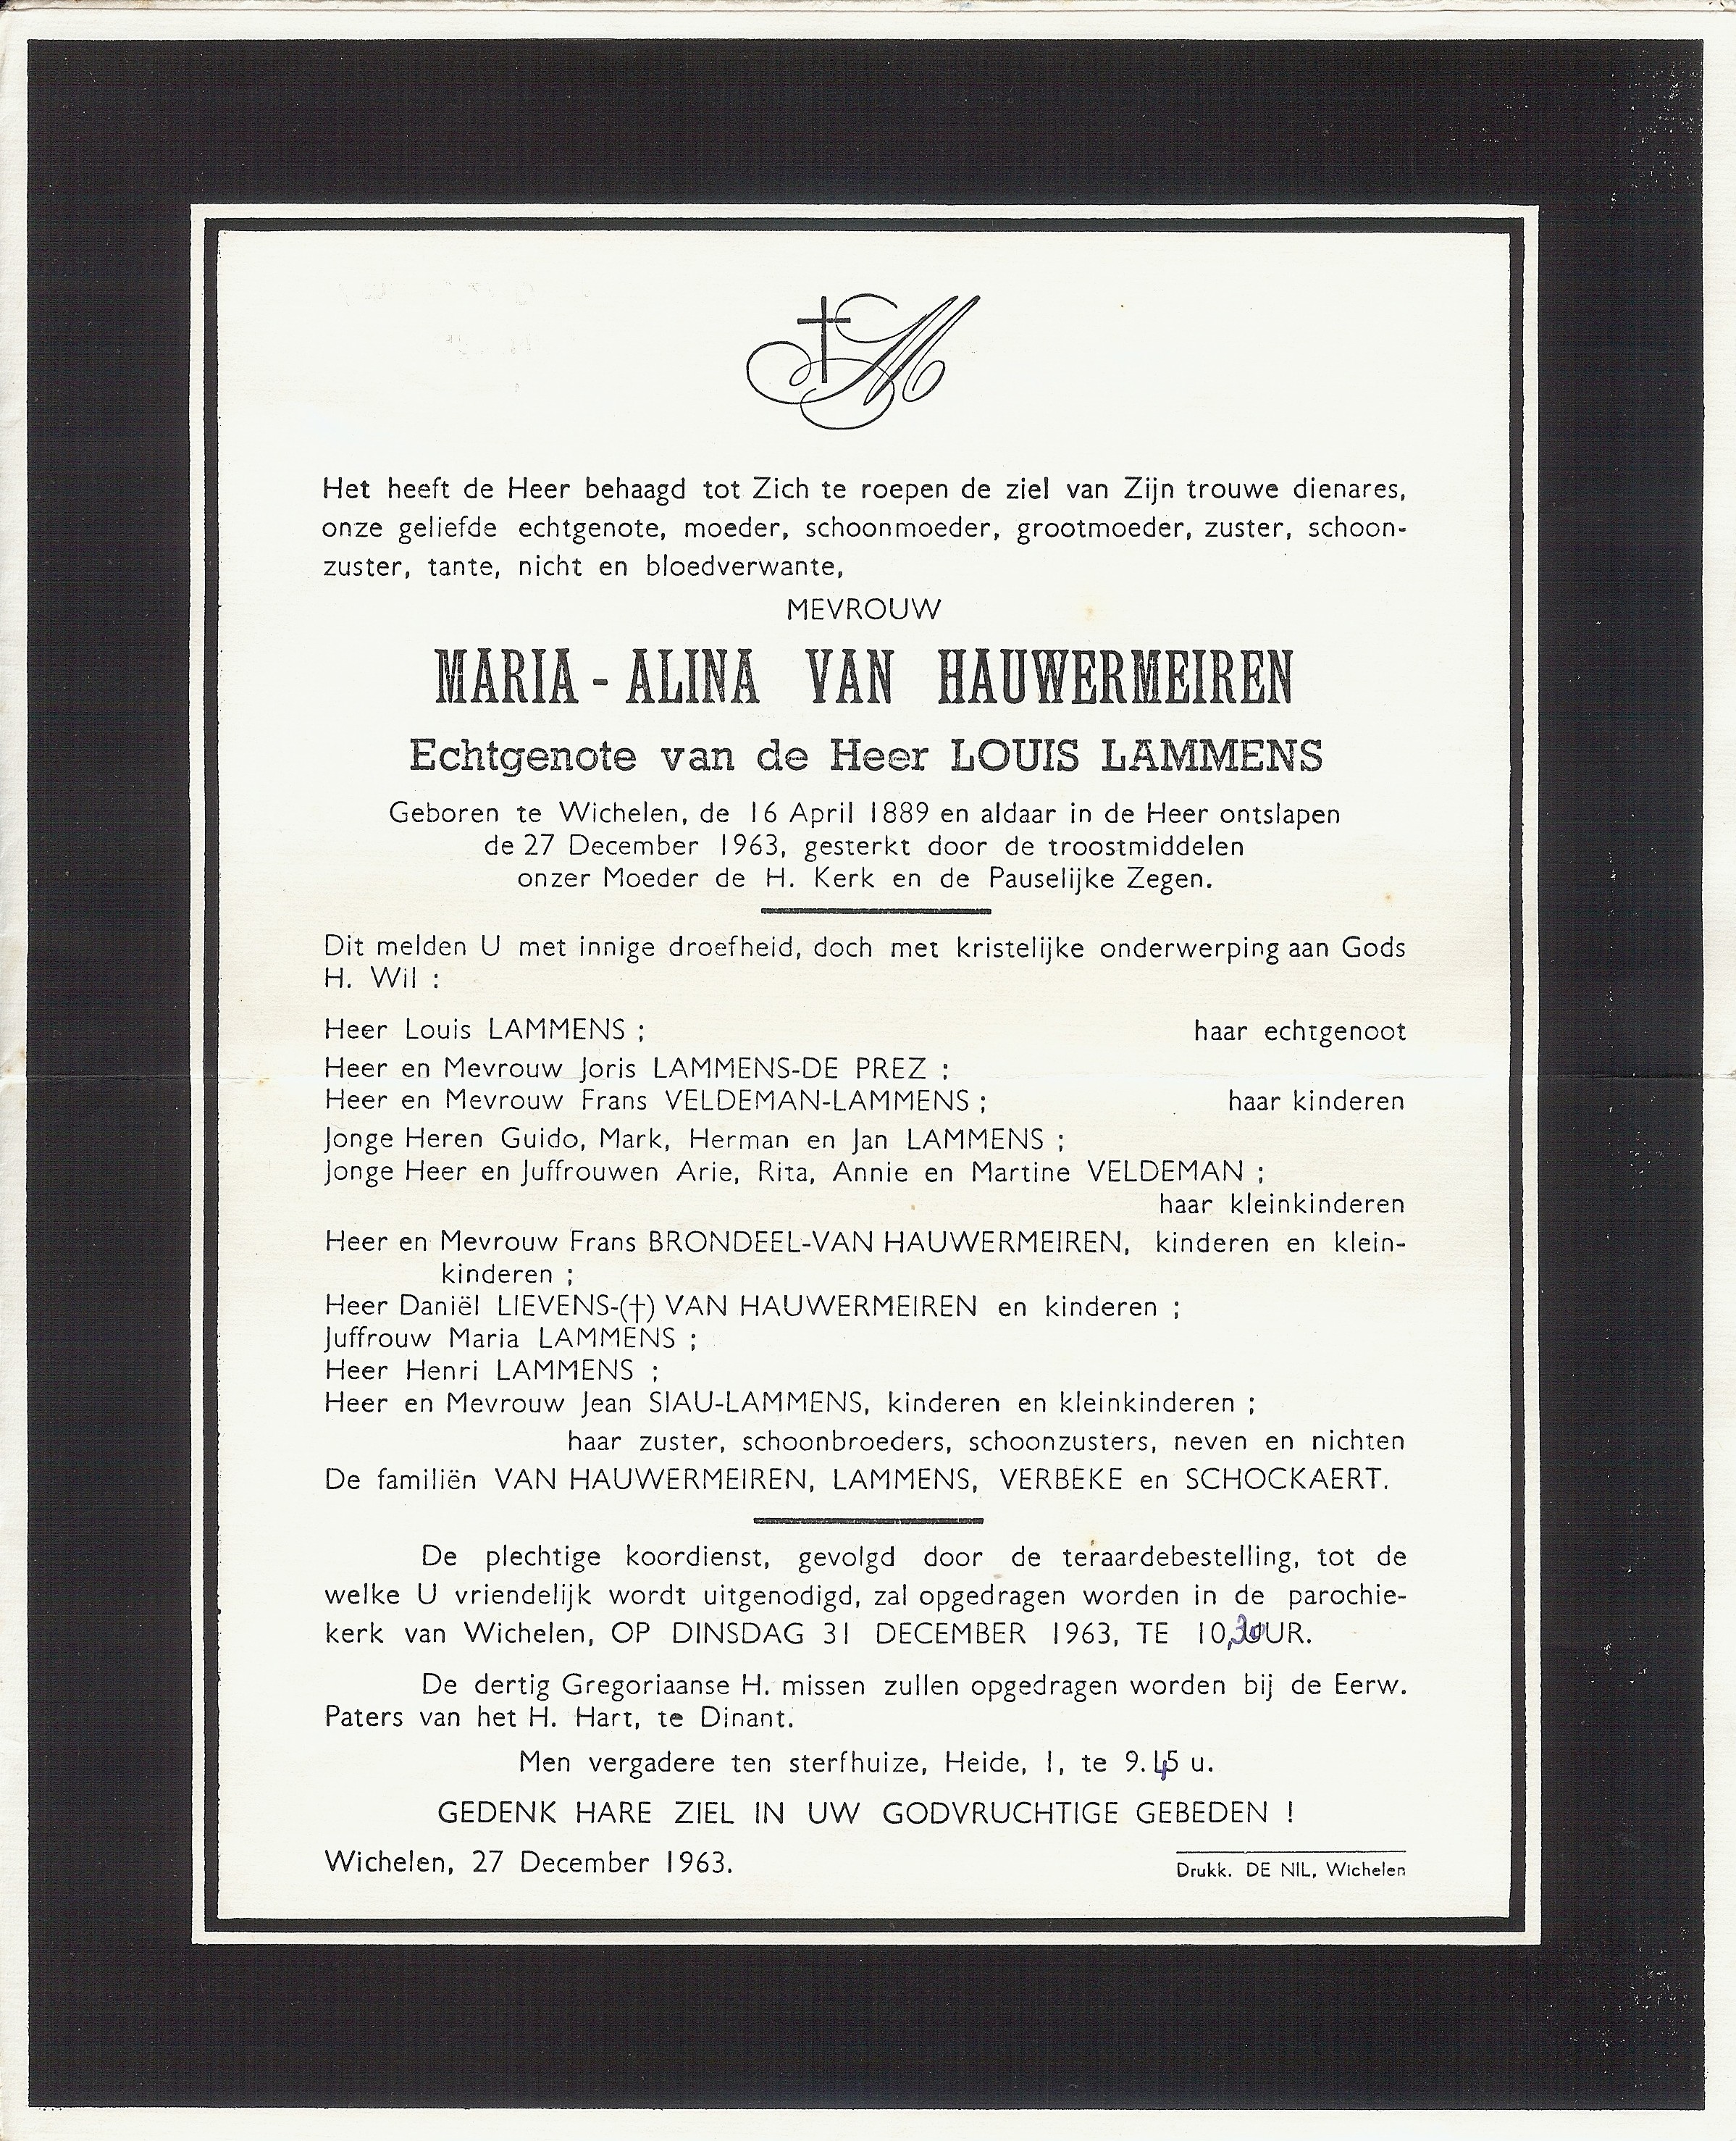 M
Het heeft de Heer behaagd tot Zich te roepen de ziel van Zijn trouwe dienares,
onze geliefde echtgenote, moeder, schoonmoeder, grootmoeder, zuster, schoon-
zuster, tante, nicht en bloedverwante,
MEVROUW
MARIA - ALINA VAN HAUWERMEIREN
Echtgenote van de Heer LOUIS LAMMENS
Geboren te Wichelen, de 16 April 1889 en aldaar in de Heer ontslapen
de 27 December 1963, gesterkt door de troostmiddelen
onzer Moeder de H. Kerk en de Pauselijke Zegen.
Dit melden U met innige droefheid, doch met kristelijke onderwerping aan Gods
H. Wil :
Heer Louis LAMMENS ; haar echtgenoot
Heer en Mevrouw Joris LAMMENS-DE PREZ ;
Heer en Mevrouw Frans VELDEMAN-LAMMENS ; haar kinderen
Jonge Heren Guido, Mark, Herman en Jan LAMMENS ;
Jonge Heer en Juffrouwen Arie, Rita, Annie en Martine VELDEMAN ;
haar kleinkinderen
Heer en Mevrouw Frans BRONDEEL-VAN HAUWERMEIREN, kinderen en klein-
kinderen ;
Heer Daniël LIEVENS-(†) VAN HAUWERMEIREN en kinderen ;
Juffrouw Maria LAMMENS ;
Heer Henri LAMMENS ;
Heer en Mevrouw Jean SIAU-LAMMENS, kinderen en kleinkinderen ;
haar zuster, schoonbroeders, schoonzusters, neven en nichten
De familiën VAN HAUWERMEIREN, LAMMENS, VERBEKE en SCHOCKAERT.
De plechtige koordienst, gevolgd door de teraardebestelling, tot de
welke U vriendelijk wordt uitgenodigd, zal opgedragen worden in de parochie-
kerk van Wichelen, OP DINSDAG 31 DECEMBER 1963, TE 10,30 UUR.
De dertig Gregoriaanse H. missen zullen opgedragen worden bij de Eerw.
Paters van het H. Hart, te Dinant.
Men vergadere ten sterfhuize, Heide, 1, te 9.45 u.
GEDENK HARE ZIEL IN UW GODVRUCHTIGE GEBEDEN !
Wichelen, 27 December 1963.
Drukk. DE NIL, Wichelen